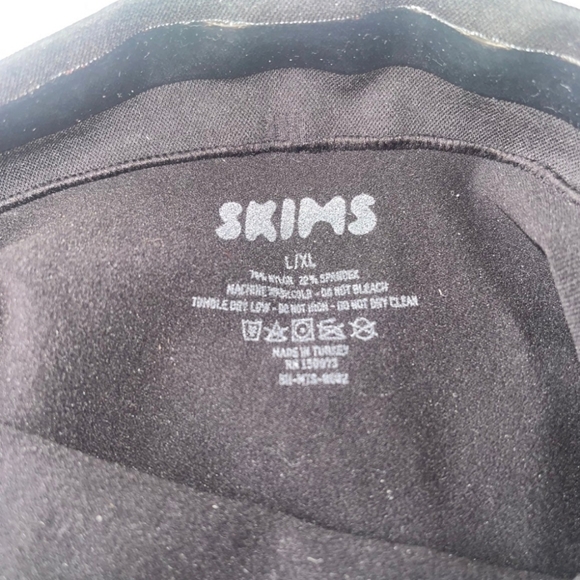 SKIMS
L/XL
78% NYLON 22% SPANDEX
MACHINE WASH COLD - DO NOT BLEACH
TUMBLE DRY LOW - DO NOT IRON - DO NOT DRY CLEAN
MADE IN TURKEY
RN 159973